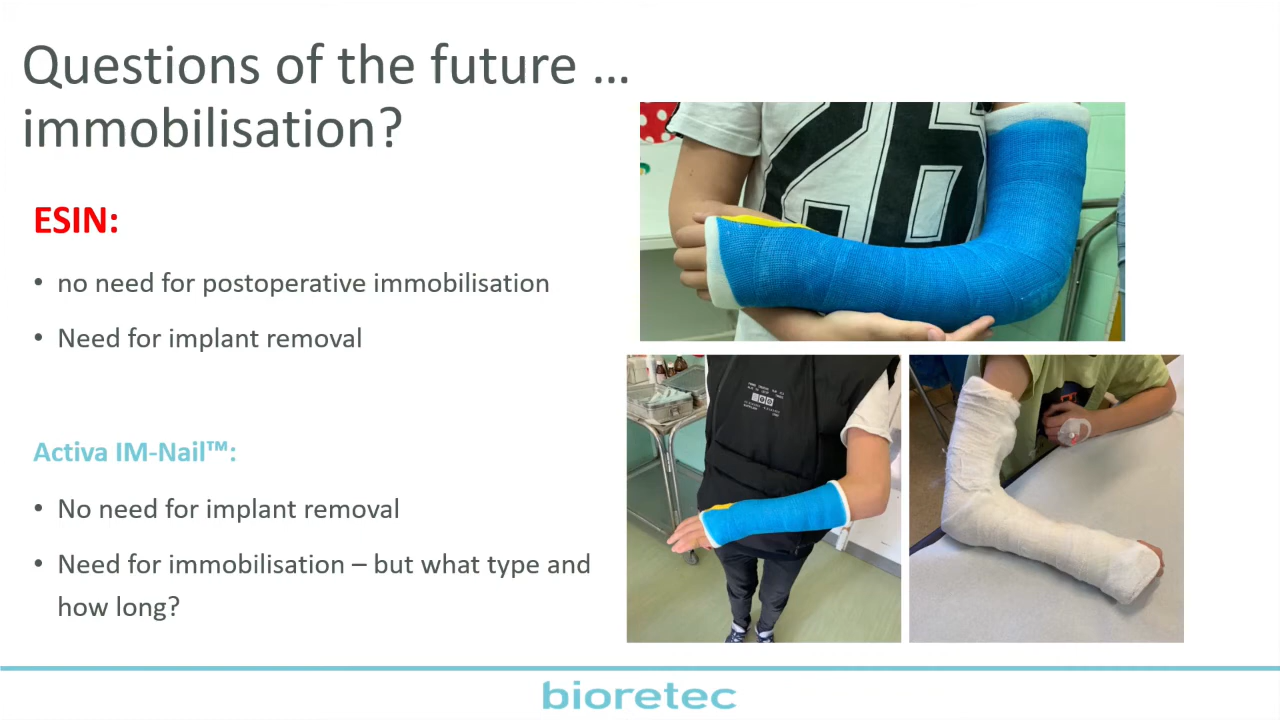 Questions of the future ...
immobilisation?
ESIN:
• no need for postoperative immobilisation
• Need for implant removal
Activa IM-Nail™:
• No need for implant removal
• Need for immobilisation – but what type and
how long?
26
bioretec